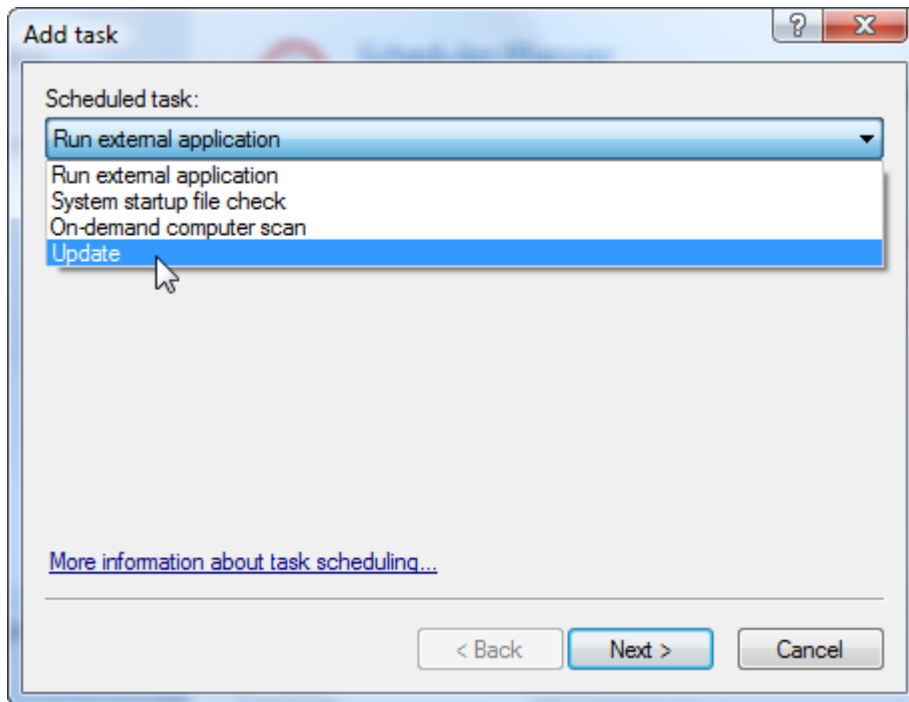 Add task
Scheduled task:
Run external application
Run external application
System startup file check
On-demand computer scan
Update
More information about task scheduling...
< Back Next > Cancel